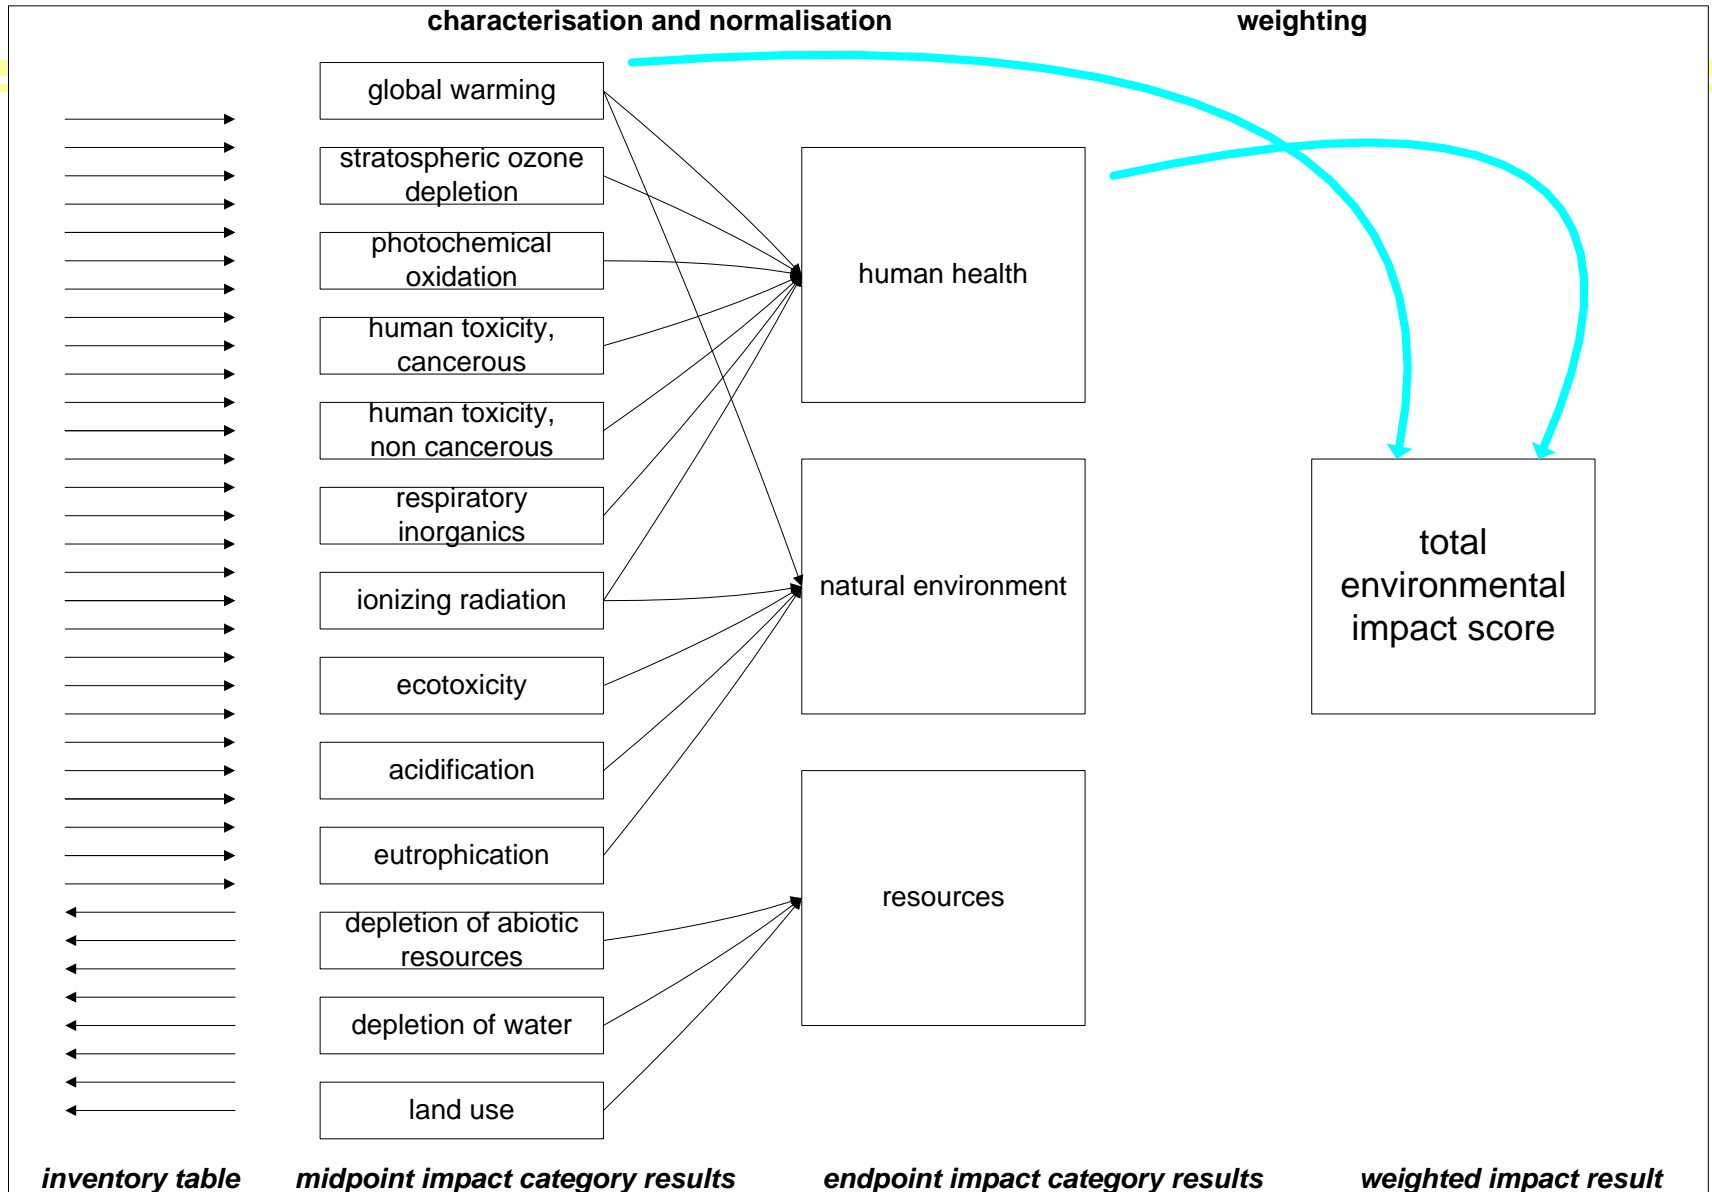 characterisation and normalisation
weighting
global warming
stratospheric ozone
depletion
photochemical
oxidation
human toxicity,
cancerous
human toxicity,
non cancerous
respiratory
inorganics
ionizing radiation
ecotoxicity
acidification
eutrophication
depletion of abiotic
resources
depletion of water
land use
human health
natural environment
resources
total
environmental
impact score
inventory table
midpoint impact category results
endpoint impact category results
weighted impact result